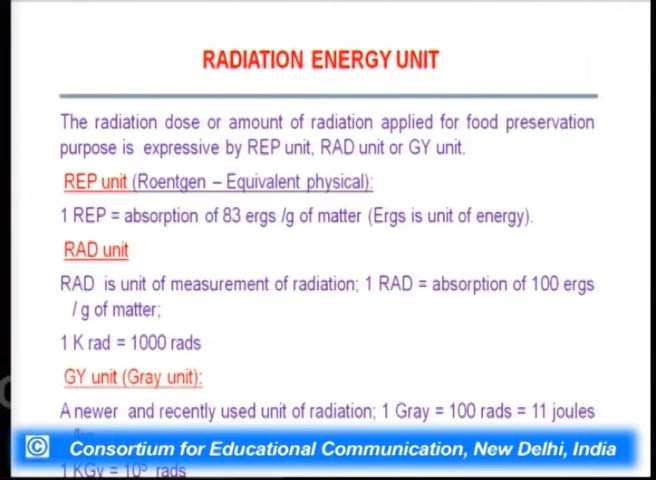 RADIATION ENERGY UNIT
The radiation dose or amount of radiation applied for food preservation
purpose is expressive by REP unit, RAD unit or GY unit.
REP unit (Roentgen – Equivalent physical):
1 REP = absorption of 83 ergs /g of matter (Ergs is unit of energy).
RAD unit
RAD is unit of measurement of radiation; 1 RAD = absorption of 100 ergs
/ g of matter;
1 K rad = 1000 rads
GY unit (Gray unit):
A newer and recently used unit of radiation; 1 Gray = 100 rads = 11 joules
© Consortium for Educational Communication, New Delhi, India
1 KGy = 10⁵ rads